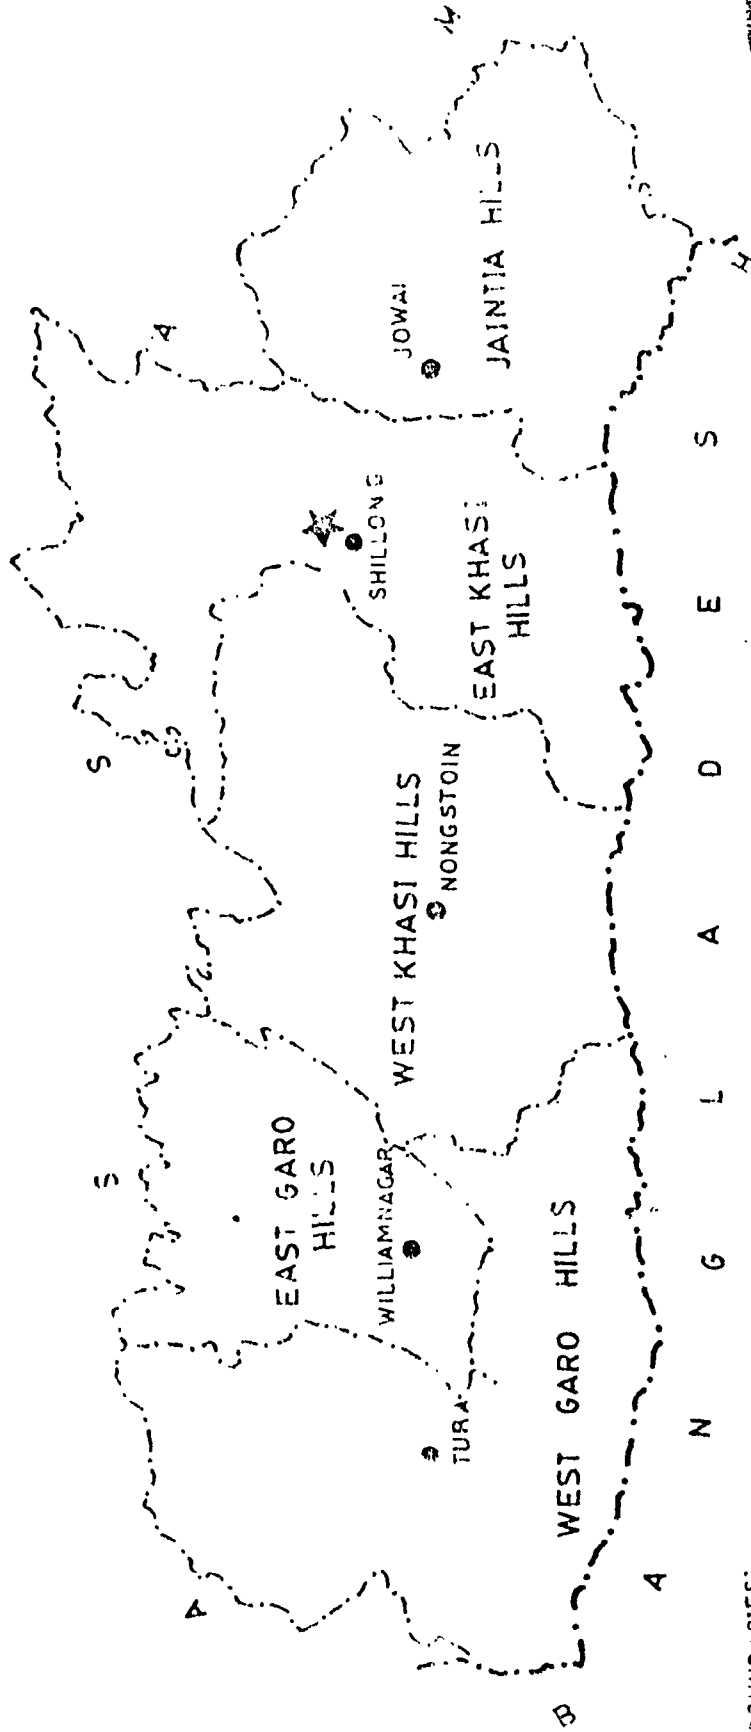 A S S A M
EAST GARO
HILLS
WILLIAMNAGAR
TURA
WEST GARO HILLS
WEST KHASI HILLS
NONGSTOIN
SHILLONG
EAST KHASI
HILLS
JOWAI
JAINTIA HILLS
B A N G L A D E S H